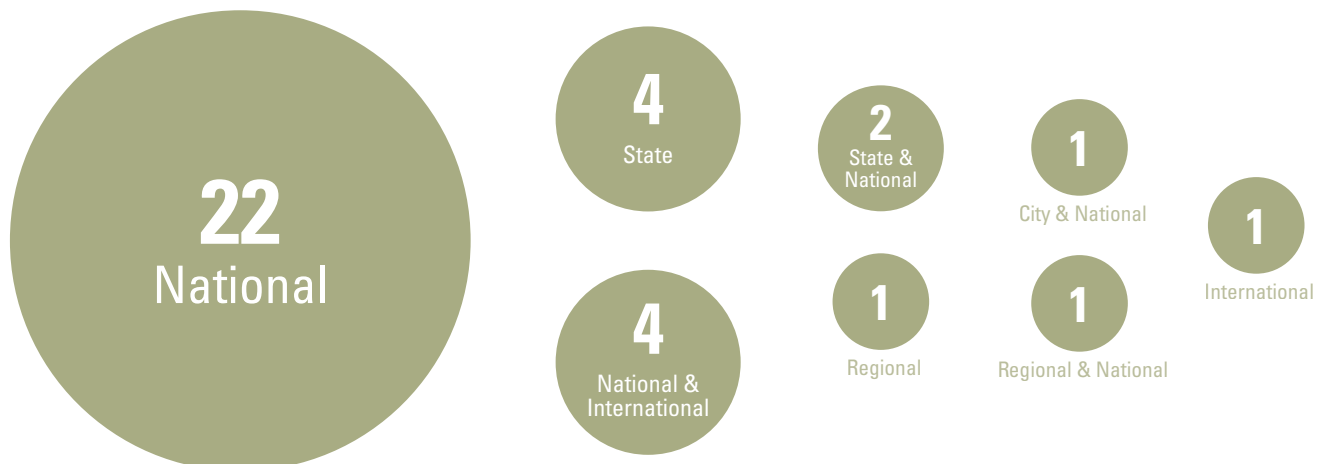 22
National
4
State
4
National &
International
2
State &
National
1
Regional
1
City & National
1
Regional & National
1
International